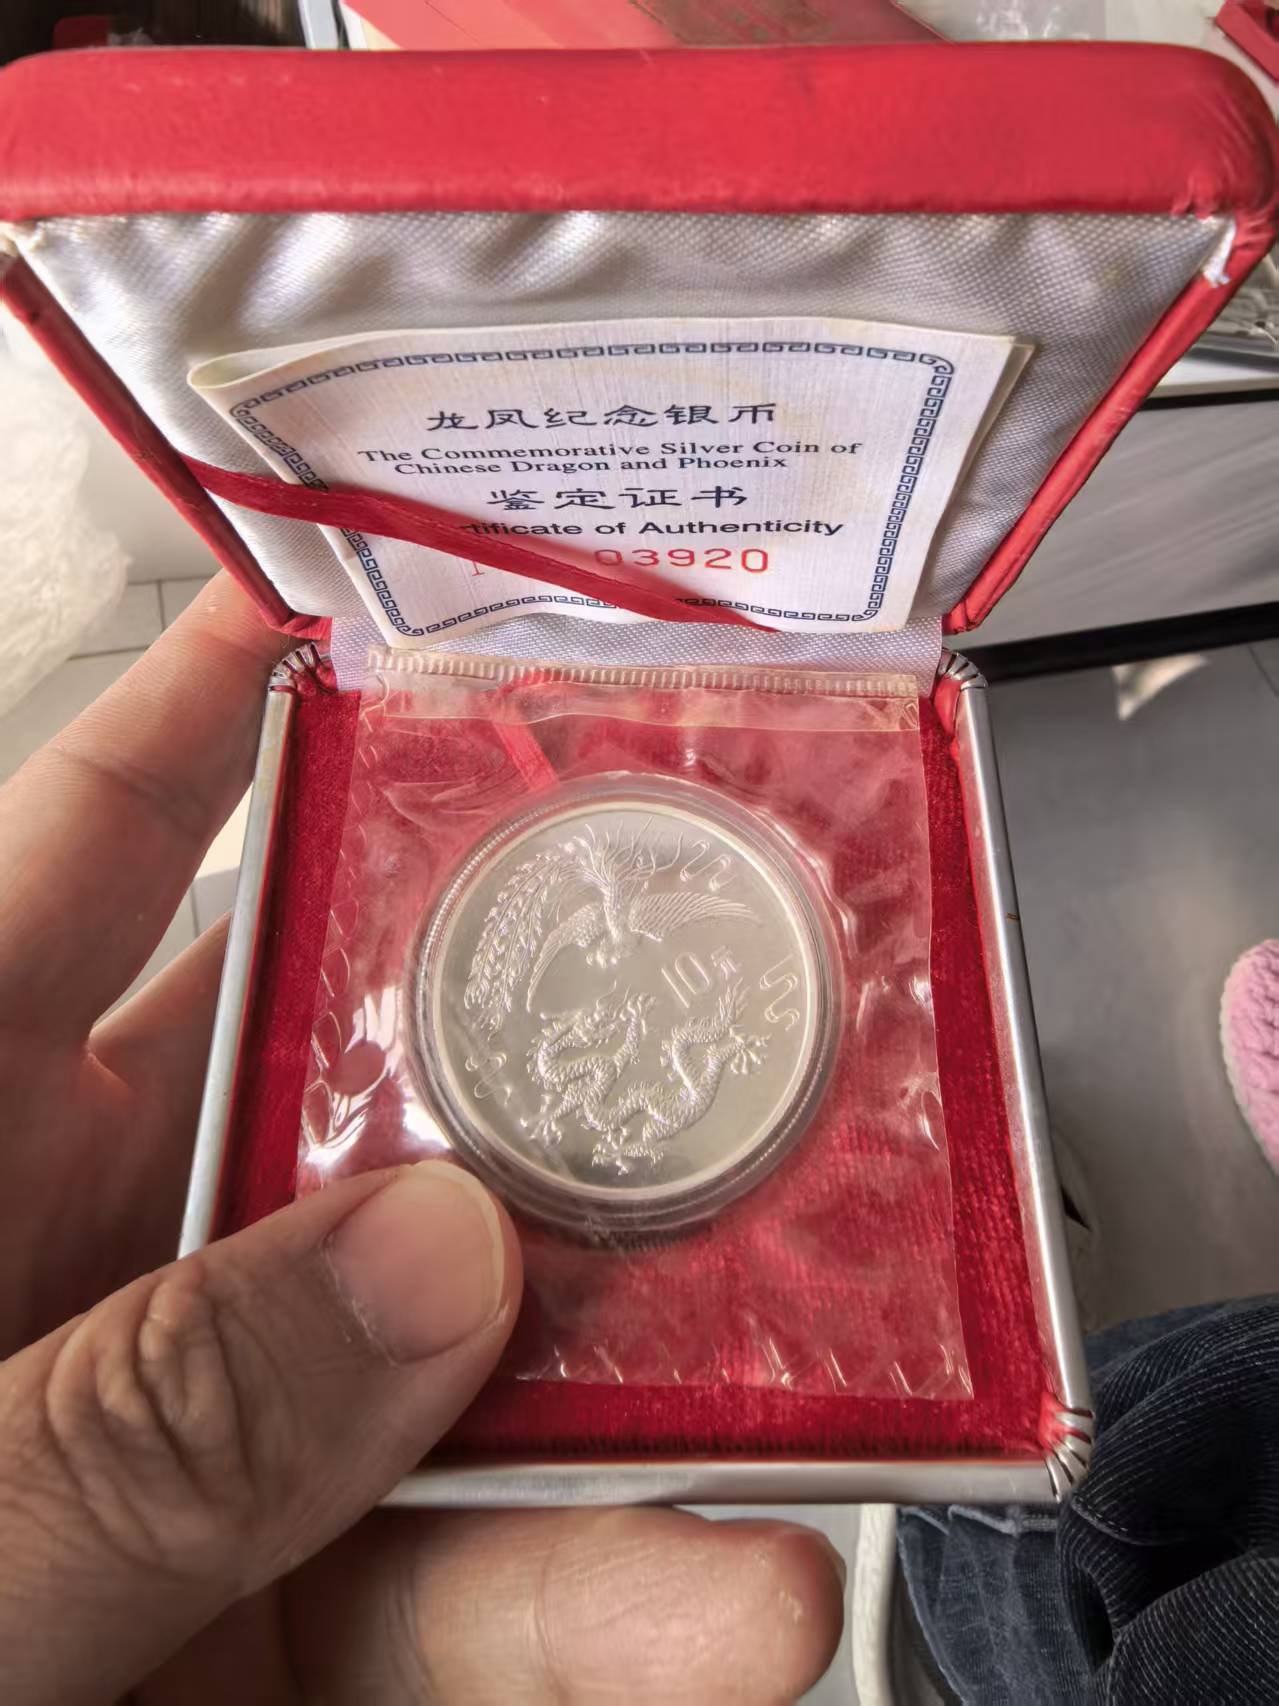 龙凤纪念银币
The Commemorative Silver Coin of
Chinese Dragon and Phoenix
鉴定证书
of Authenticity
03920
10元